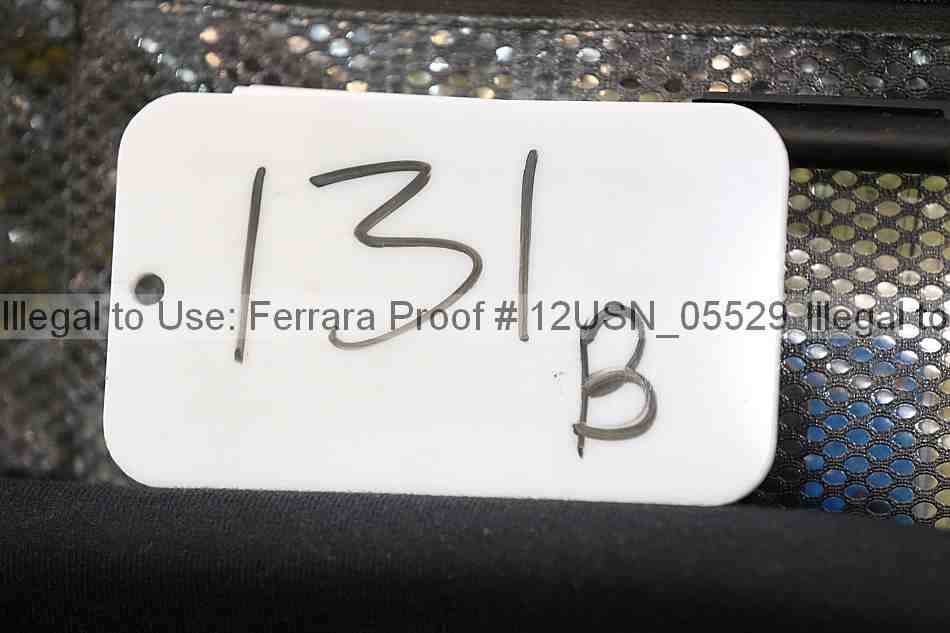 131
B
Illegal to Use: Ferrara Proof # 12USN_05529 Illegal to